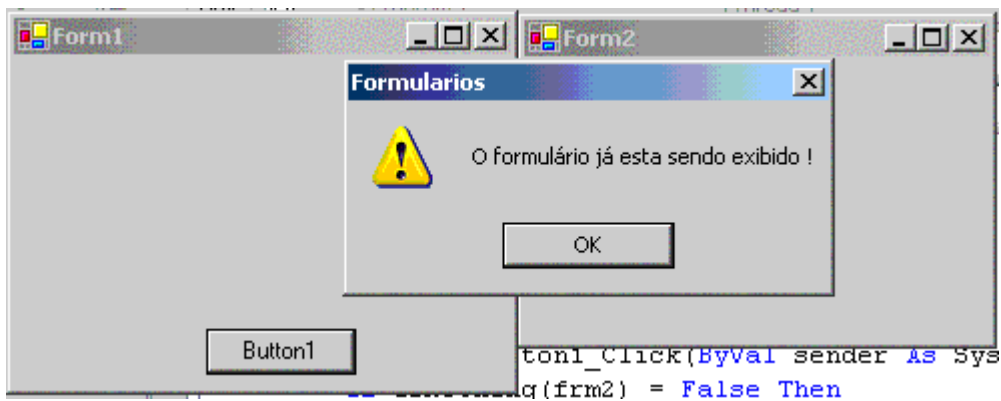 Form1
Form2
Formularios
O formulário já esta sendo exibido !
OK
Button1
ton1_Click(ByVal sender As Sys
(frm2) = False Then